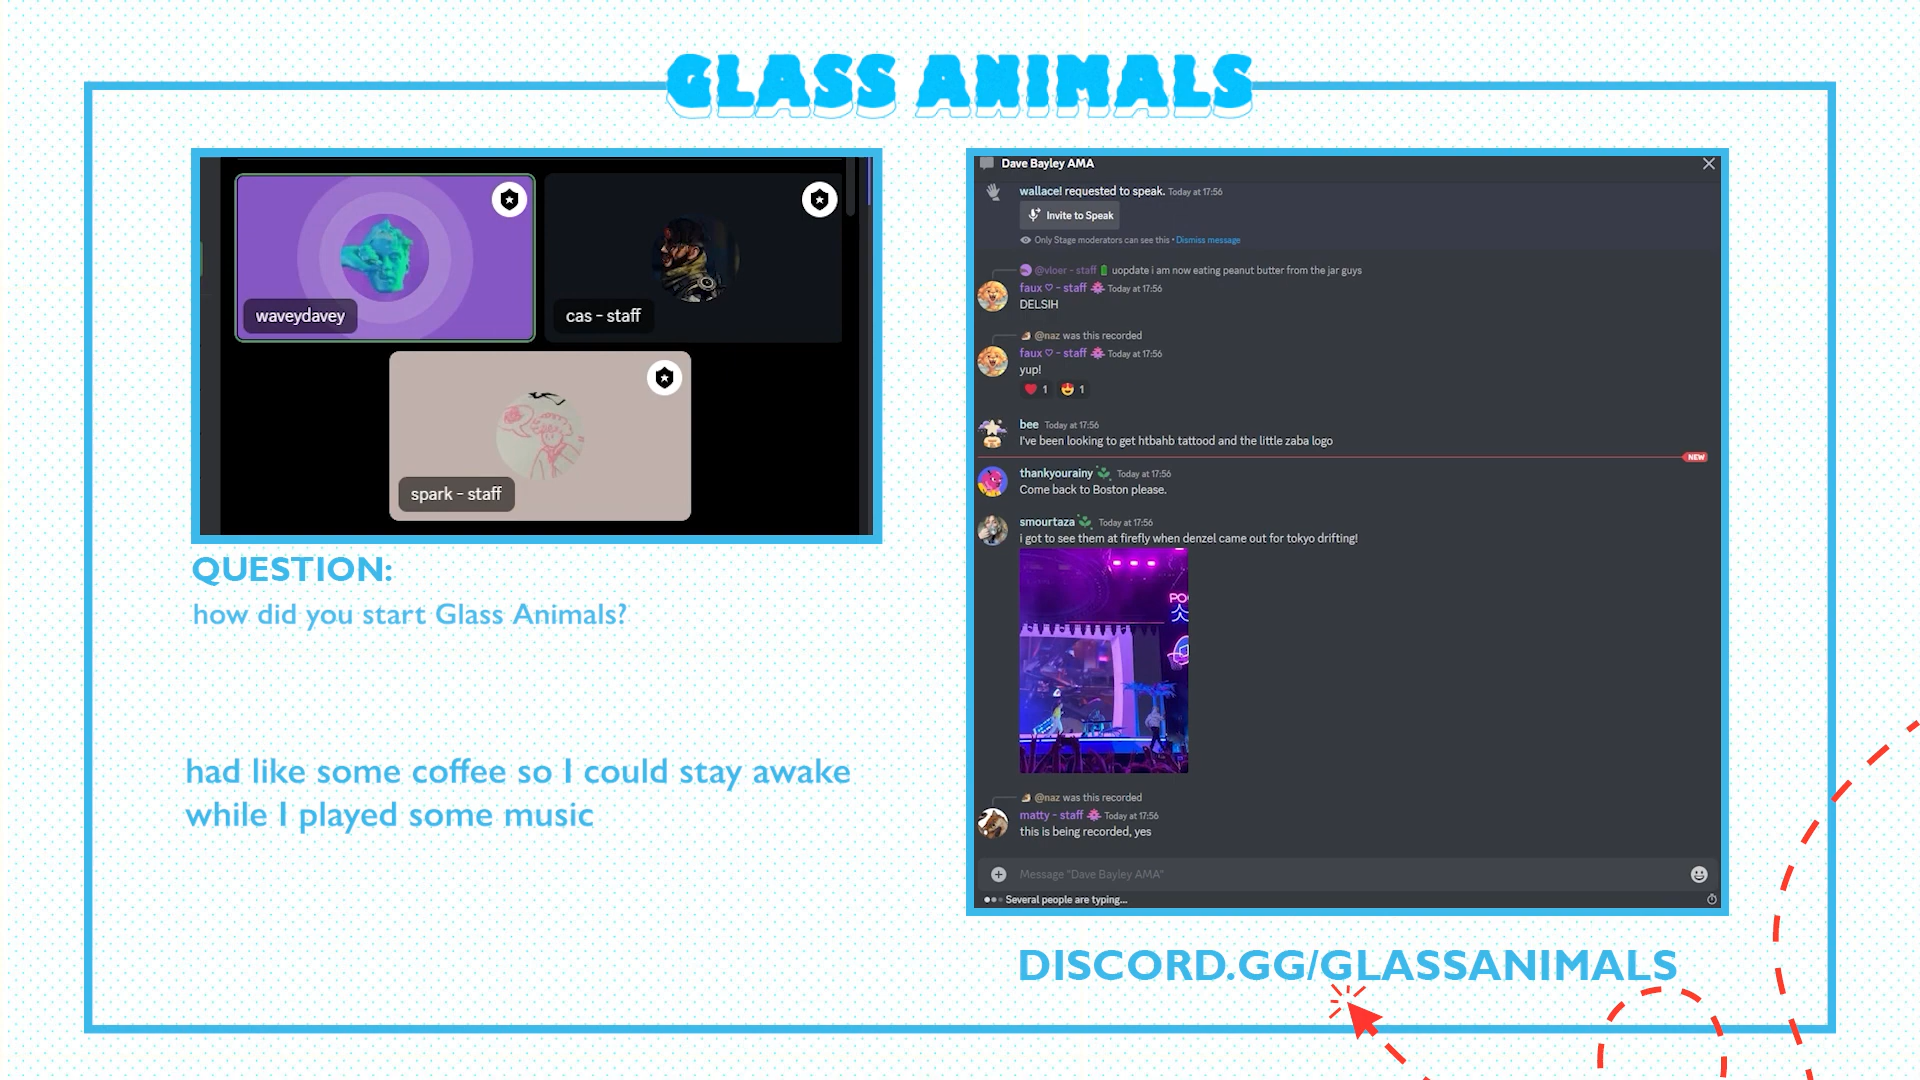 GLASS ANIMALS
waveydavey
cas - staff
spark - staff
QUESTION:
how did you start Glass Animals?
had like some coffee so I could stay awake
while I played some music
Dave Bayley AMA
wallace! requested to speak. Today at 17:56
Invite to Speak
Only Stage moderators can see this • Dismiss message
@vloer - staff uopdate i am now eating peanut butter from the jar guys
faux ♡ - staff Today at 17:56
DELSIH
@naz was this recorded
faux ♡ - staff Today at 17:56
yup!
1 1
bee Today at 17:56
I've been looking to get htbahb tattood and the little zaba logo
NEW
thankyourainy Today at 17:56
Come back to Boston please.
smourtaza Today at 17:56
i got to see them at firefly when denzel came out for tokyo drifting!
PO
@naz was this recorded
matty - staff Today at 17:56
this is being recorded, yes
Message "Dave Bayley AMA"
Several people are typing...
DISCORD.GG/GLASSANIMALS